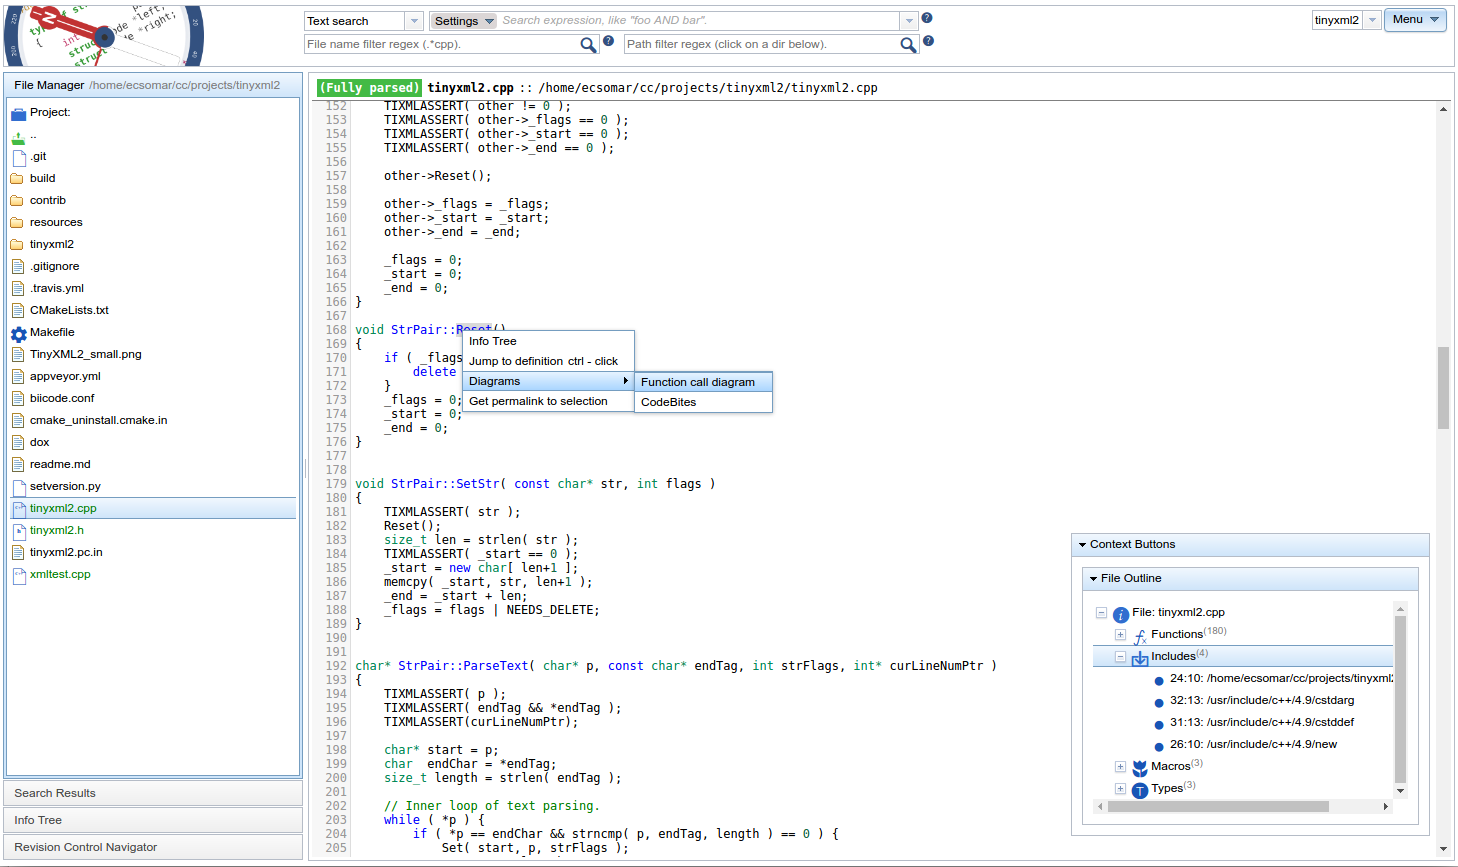 left,
right;
Text search
Settings
Search expression, like "foo AND bar".
tinyxml2
Menu
File name filter regex (.*cpp).
Path filter regex (click on a dir below).
File Manager /home/ecsomar/cc/projects/tinyxml2
Project:
..
.git
build
contrib
resources
tinyxml2
.gitignore
.travis.yml
CMakeLists.txt
Makefile
TinyXML2_small.png
appveyor.yml
biicode.conf
cmake_uninstall.cmake.in
dox
readme.md
setversion.py
tinyxml2.cpp
tinyxml2.h
tinyxml2.pc.in
xmltest.cpp
Search Results
Info Tree
Revision Control Navigator
(Fully parsed) tinyxml2.cpp :: /home/ecsomar/cc/projects/tinyxml2/tinyxml2.cpp
152 TIXMLASSERT( other != 0 );
153 TIXMLASSERT( other->_flags == 0 );
154 TIXMLASSERT( other->_start == 0 );
155 TIXMLASSERT( other->_end == 0 );
156
157 other->Reset();
158
159 other->_flags = _flags;
160 other->_start = _start;
161 other->_end = _end;
162
163 _flags = 0;
164 _start = 0;
165 _end = 0;
166 }
167
168 void StrPair::Reset()
169 {
170 if ( _flags
171 delete
172 }
173 _flags = 0;
174 _start = 0;
175 _end = 0;
176 }
177
178
179 void StrPair::SetStr( const char* str, int flags )
180 {
181 TIXMLASSERT( str );
182 Reset();
183 size_t len = strlen( str );
184 TIXMLASSERT( _start == 0 );
185 _start = new char[ len+1 ];
186 memcpy( _start, str, len+1 );
187 _end = _start + len;
188 _flags = flags | NEEDS_DELETE;
189 }
190
191
192 char* StrPair::ParseText( char* p, const char* endTag, int strFlags, int* curLineNumPtr )
193 {
194 TIXMLASSERT( p );
195 TIXMLASSERT( endTag && *endTag );
196 TIXMLASSERT(curLineNumPtr);
197
198 char* start = p;
199 char  endChar = *endTag;
200 size_t length = strlen( endTag );
201
202 // Inner loop of text parsing.
203 while ( *p ) {
204 if ( *p == endChar && strncmp( p, endTag, length ) == 0 ) {
205 Set( start, p, strFlags );
Info Tree
Jump to definition ctrl - click
Diagrams
Get permalink to selection
Function call diagram
CodeBites
Context Buttons
File Outline
File: tinyxml2.cpp
Functions(180)
Includes(4)
24:10: /home/ecsomar/cc/projects/tinyxml2
32:13: /usr/include/c++/4.9/cstdarg
31:13: /usr/include/c++/4.9/cstddef
26:10: /usr/include/c++/4.9/new
Macros(3)
Types(3)